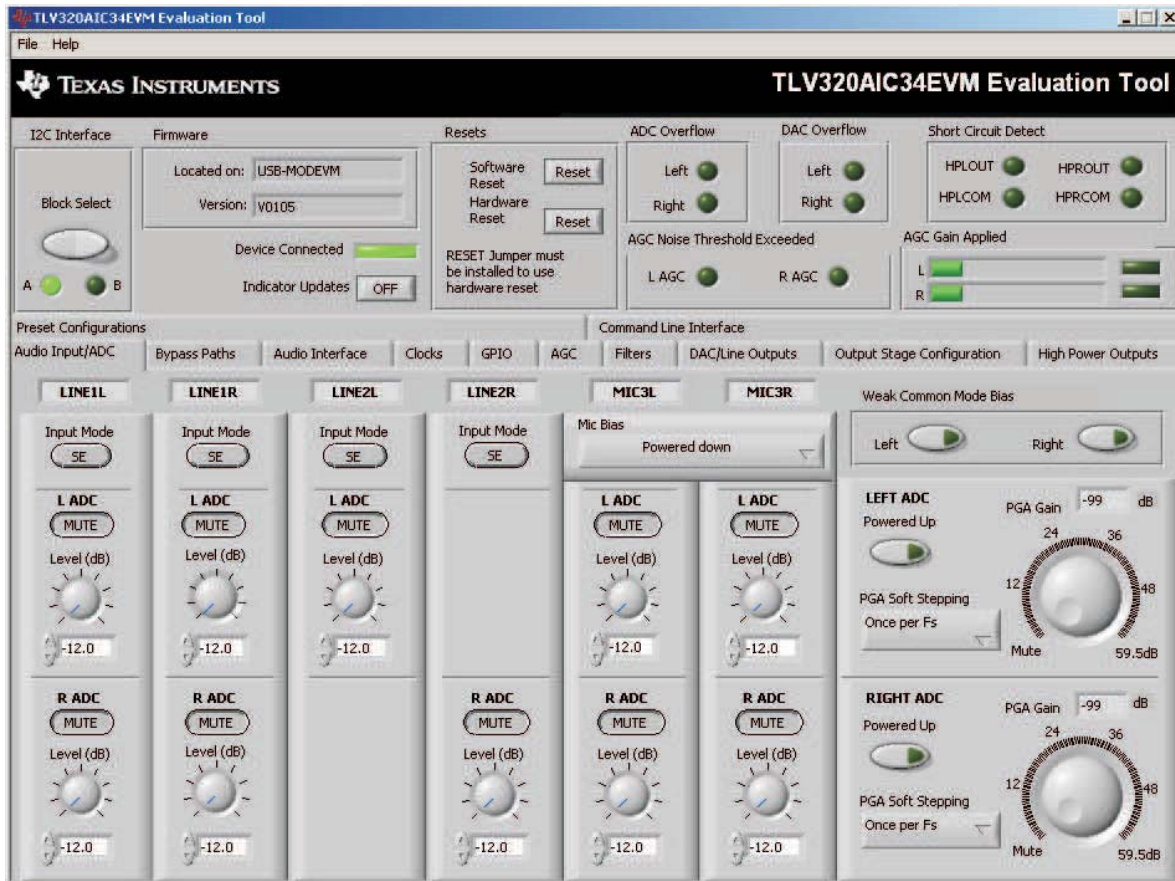 TLV320AIC34EVM Evaluation Tool
File Help
TEXAS INSTRUMENTS
TLV320AIC34EVM Evaluation Tool
I2C Interface
Block Select
A B
Firmware
Located on: USB-MODEVM
Version: V0105
Device Connected
Indicator Updates OFF
Resets
Software Reset Reset
Hardware Reset Reset
RESET Jumper must
be installed to use
hardware reset
ADC Overflow
Left
Right
DAC Overflow
Left
Right
Short Circuit Detect
HPLOUT HPROUT
HPLCOM HPRCOM
AGC Noise Threshold Exceeded
L AGC R AGC
AGC Gain Applied
L
R
Preset Configurations Command Line Interface
Audio Input/ADC Bypass Paths Audio Interface Clocks GPIO AGC Filters DAC/Line Outputs Output Stage Configuration High Power Outputs
LINE1L LINE1R LINE2L LINE2R MIC3L MIC3R
Input Mode Input Mode Input Mode Input Mode
SE SE SE SE
Mic Bias
Powered down
L ADC L ADC L ADC L ADC L ADC
MUTE MUTE MUTE MUTE MUTE
Level (dB) Level (dB) Level (dB) Level (dB) Level (dB)
-12.0 -12.0 -12.0 -12.0 -12.0
R ADC R ADC R ADC R ADC R ADC
MUTE MUTE MUTE MUTE MUTE
Level (dB) Level (dB) Level (dB) Level (dB) Level (dB)
-12.0 -12.0 -12.0 -12.0 -12.0
Weak Common Mode Bias
Left Right
LEFT ADC
Powered Up
PGA Gain -99 dB
24 36
12 48
Mute 59.5dB
PGA Soft Stepping
Once per Fs
RIGHT ADC
Powered Up
PGA Gain -99 dB
24 36
12 48
Mute 59.5dB
PGA Soft Stepping
Once per Fs